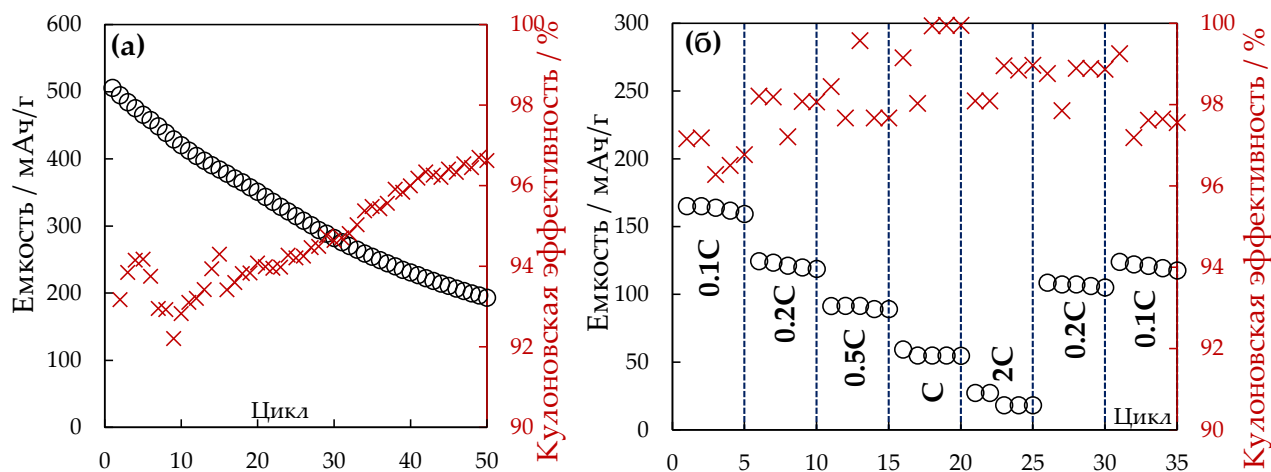 (а)
Емкость / мАч/г
600
500
400
300
200
100
0
0
10
20
30
40
50
Цикл
100
98
96
94
92
90
Кулоновская эффективность / %
(б)
Емкость / мАч/г
300
250
200
150
100
50
0
0.1C
0.2C
0.5C
C
2C
0.2C
0.1C
0
5
10
15
20
25
30
35
Цикл
100
98
96
94
92
90
Кулоновская эффективность / %